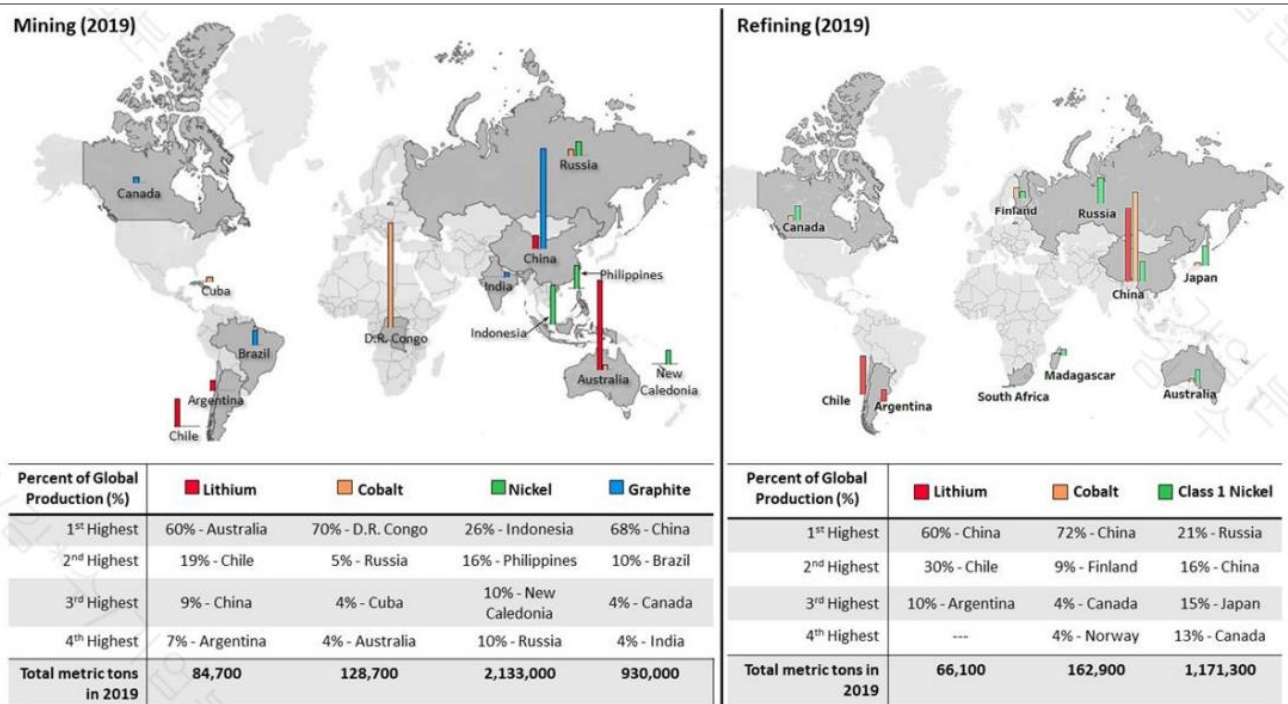 Mining (2019)
Canada
Russia
China
Cuba
India
Philippines
Indonesia
D.R. Congo
Brazil
Australia
New
Caledonia
Argentina
Chile
Percent of Global
Production (%)
Lithium
Cobalt
Nickel
Graphite
1st Highest
60% - Australia
70% - D.R. Congo
26% - Indonesia
68% - China
2nd Highest
19% - Chile
5% - Russia
16% - Philippines
10% - Brazil
3rd Highest
9% - China
4% - Cuba
10% - New
Caledonia
4% - Canada
4th Highest
7% - Argentina
4% - Australia
10% - Russia
4% - India
Total metric tons
in 2019
84,700
128,700
2,133,000
930,000
Refining (2019)
Finland
Russia
Canada
Japan
China
Madagascar
South Africa
Chile
Argentina
Australia
Percent of Global
Production (%)
Lithium
Cobalt
Class 1 Nickel
1st Highest
60% - China
72% - China
21% - Russia
2nd Highest
30% - Chile
9% - Finland
16% - China
3rd Highest
10% - Argentina
4% - Canada
15% - Japan
4th Highest
---
4% - Norway
13% - Canada
Total metric tons in
2019
66,100
162,900
1,171,300